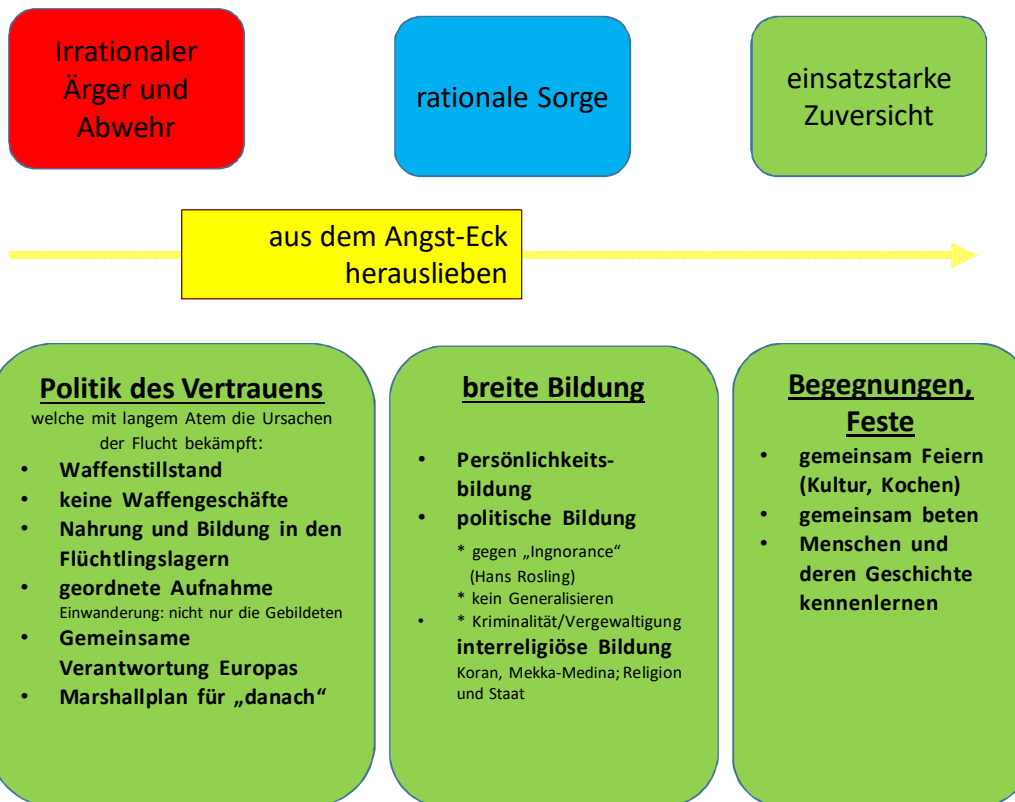 Irrationaler
Ärger und
Abwehr
rationale Sorge
einsatzstarke
Zuversicht
aus dem Angst-Eck
herauslieben
Politik des Vertrauens
welche mit langem Atem die Ursachen
der Flucht bekämpft:
• Waffenstillstand
• keine Waffengeschäfte
• Nahrung und Bildung in den
Flüchtlingslagern
• geordnete Aufnahme
Einwanderung: nicht nur die Gebildeten
• Gemeinsame
Verantwortung Europas
• Marshallplan für „danach“
breite Bildung
• Persönlichkeits-
bildung
• politische Bildung
* gegen „Ingnorance“
(Hans Rosling)
* kein Generalisieren
• * Kriminalität/Vergewaltigung
interreligiöse Bildung
Koran, Mekka-Medina; Religion
und Staat
Begegnungen,
Feste
• gemeinsam Feiern
(Kultur, Kochen)
• gemeinsam beten
• Menschen und
deren Geschichte
kennenlernen